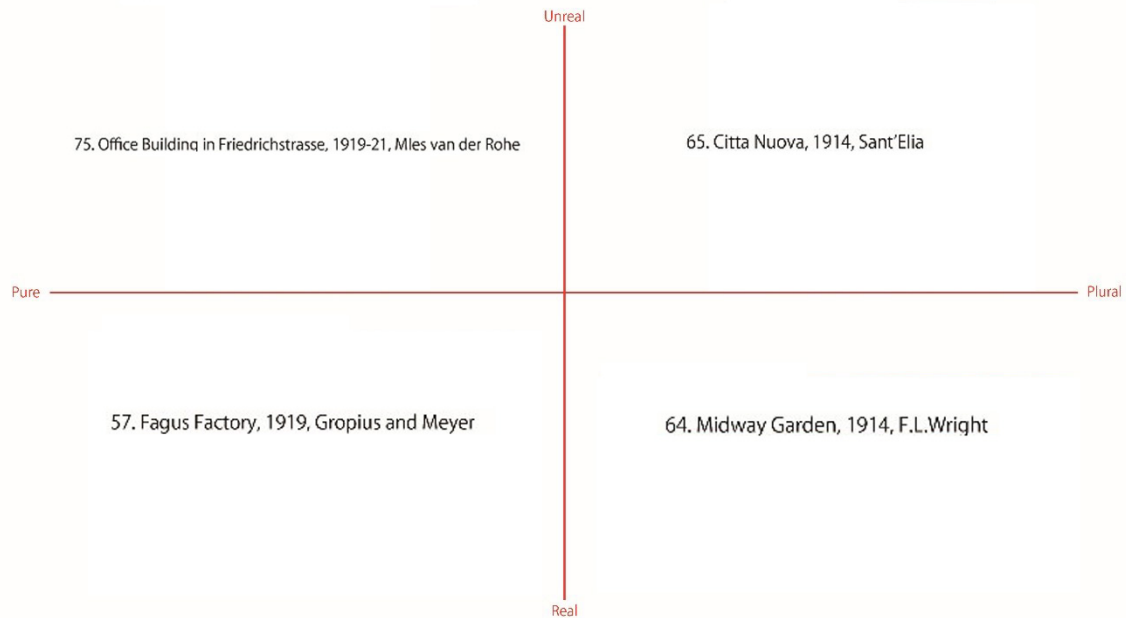 Unreal
75. Office Building in Friedrichstrasse, 1919-21, MIes van der Rohe
65. Citta Nuova, 1914, Sant'Elia
Pure
Plural
57. Fagus Factory, 1919, Gropius and Meyer
64. Midway Garden, 1914, F.L.Wright
Real